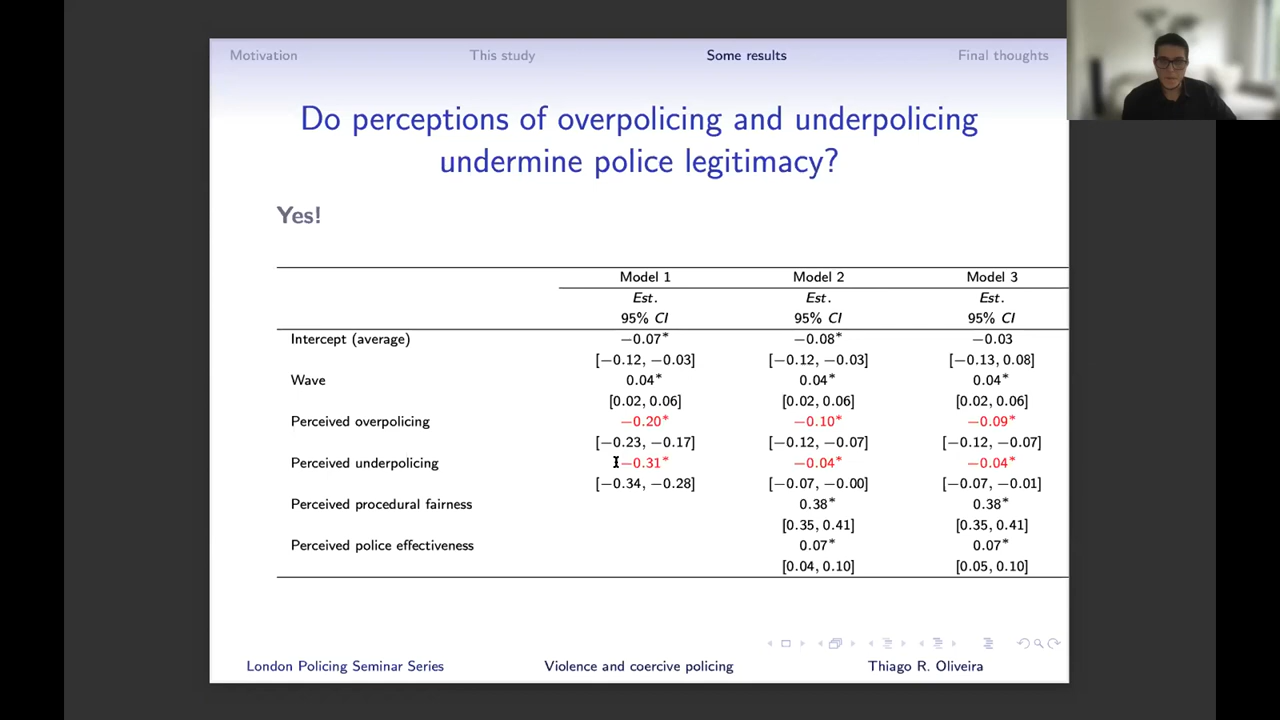 Motivation This study Some results Final thoughts
Do perceptions of overpolicing and underpolicing
undermine police legitimacy?
Yes!
Model 1 Model 2 Model 3
Est. Est. Est.
95% CI 95% CI 95% CI
Intercept (average) −0.07* −0.08* −0.03
[−0.12, −0.03] [−0.12, −0.03] [−0.13, 0.08]
Wave 0.04* 0.04* 0.04*
[0.02, 0.06] [0.02, 0.06] [0.02, 0.06]
Perceived overpolicing −0.20* −0.10* −0.09*
[−0.23, −0.17] [−0.12, −0.07] [−0.12, −0.07]
Perceived underpolicing −0.31* −0.04* −0.04*
[−0.34, −0.28] [−0.07, −0.00] [−0.07, −0.01]
Perceived procedural fairness 0.38* 0.38*
[0.35, 0.41] [0.35, 0.41]
Perceived police effectiveness 0.07* 0.07*
[0.04, 0.10] [0.05, 0.10]
London Policing Seminar Series Violence and coercive policing Thiago R. Oliveira